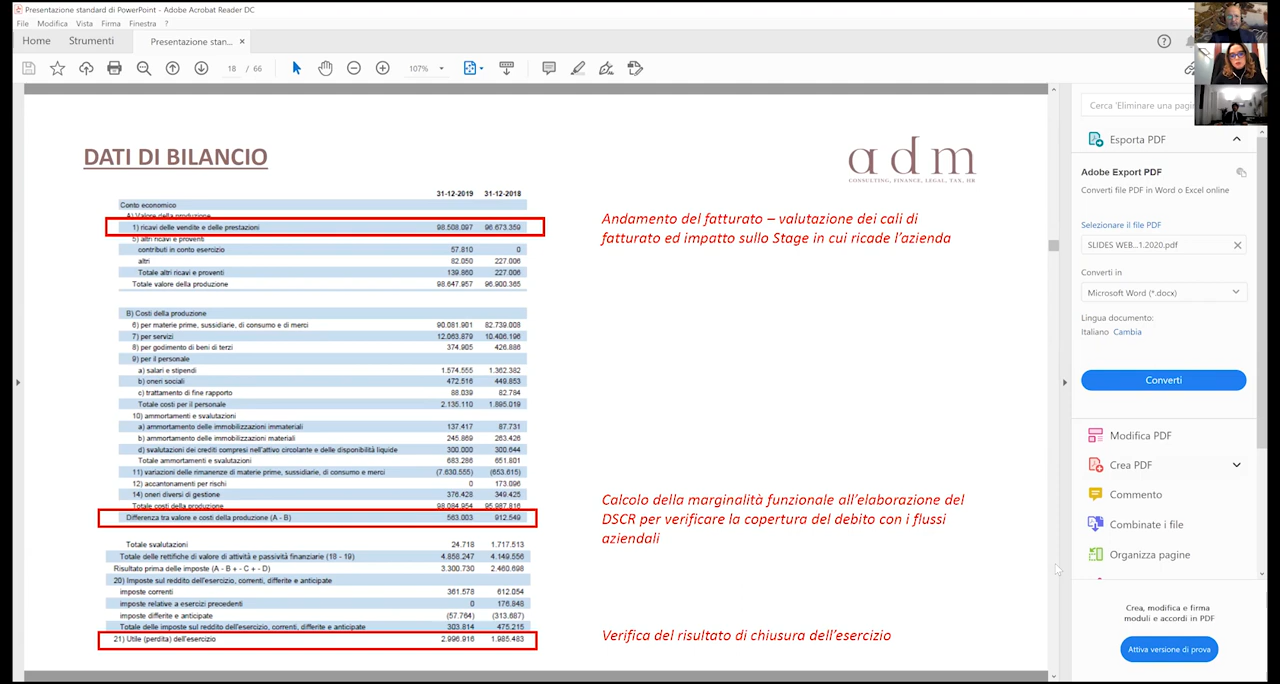 Presentazione standard di PowerPoint - Adobe Acrobat Reader DC
File Modifica Vista Firma Finestra ?
Home Strumenti Presentazione stan... ×
18 / 66 107%
DATI DI BILANCIO
adm
CONSULTING, FINANCE, LEGAL, TAX, HR
31-12-2019 31-12-2018
Conto economico
A) Valore della produzione
1) ricavi delle vendite e delle prestazioni 98.508.097 96.673.359
5) altri ricavi e proventi
contributi in conto esercizio 57.810 0
altri 82.050 227.006
Totale altri ricavi e proventi 139.860 227.006
Totale valore della produzione 98.647.957 96.900.365
B) Costi della produzione
6) per materie prime, sussidiarie, di consumo e di merci 90.081.901 82.739.008
7) per servizi 12.063.879 10.406.196
8) per godimento di beni di terzi 374.905 426.886
9) per il personale
a) salari e stipendi 1.574.555 1.362.382
b) oneri sociali 472.516 449.853
c) trattamento di fine rapporto 88.039 82.784
Totale costi per il personale 2.135.110 1.895.019
10) ammortamenti e svalutazioni
a) ammortamento delle immobilizzazioni immateriali 137.417 87.731
b) ammortamento delle immobilizzazioni materiali 245.869 263.426
d) svalutazioni dei crediti compresi nell'attivo circolante e delle disponibilità liquide 300.000 300.644
Totale ammortamenti e svalutazioni 683.286 651.801
11) variazioni delle rimanenze di materie prime, sussidiarie, di consumo e merci (7.630.555) (653.615)
12) accantonamenti per rischi 0 173.096
14) oneri diversi di gestione 376.428 349.425
Totale costi della produzione 98.084.954 95.987.816
Differenza tra valore e costi della produzione (A - B) 563.003 912.549
Totale svalutazioni 24.718 1.717.513
Totale delle rettifiche di valore di attività e passività finanziarie (18 - 19) 4.858.247 4.149.556
Risultato prima delle imposte (A - B + - C + - D) 3.300.730 2.460.698
20) Imposte sul reddito dell'esercizio, correnti, differite e anticipate
imposte correnti 361.578 612.054
imposte relative a esercizi precedenti 0 176.848
imposte differite e anticipate (57.764) (313.687)
Totale delle imposte sul reddito dell'esercizio, correnti, differite e anticipate 303.814 475.215
21) Utile (perdita) dell'esercizio 2.996.916 1.985.483
Andamento del fatturato – valutazione dei cali di
fatturato ed impatto sullo Stage in cui ricade l'azienda
Calcolo della marginalità funzionale all'elaborazione del
DSCR per verificare la copertura del debito con i flussi
aziendali
Verifica del risultato di chiusura dell'esercizio
Cerca 'Eliminare una pagin
Esporta PDF
Adobe Export PDF
Converti file PDF in Word o Excel online
Selezionare il file PDF
SLIDES WEB...1.2020.pdf
Converti in
Microsoft Word (*.docx)
Lingua documento:
Italiano Cambia
Converti
Modifica PDF
Crea PDF
Commento
Combinate i file
Organizza pagine
Crea, modifica e firma
moduli e accordi in PDF
Attiva versione di prova